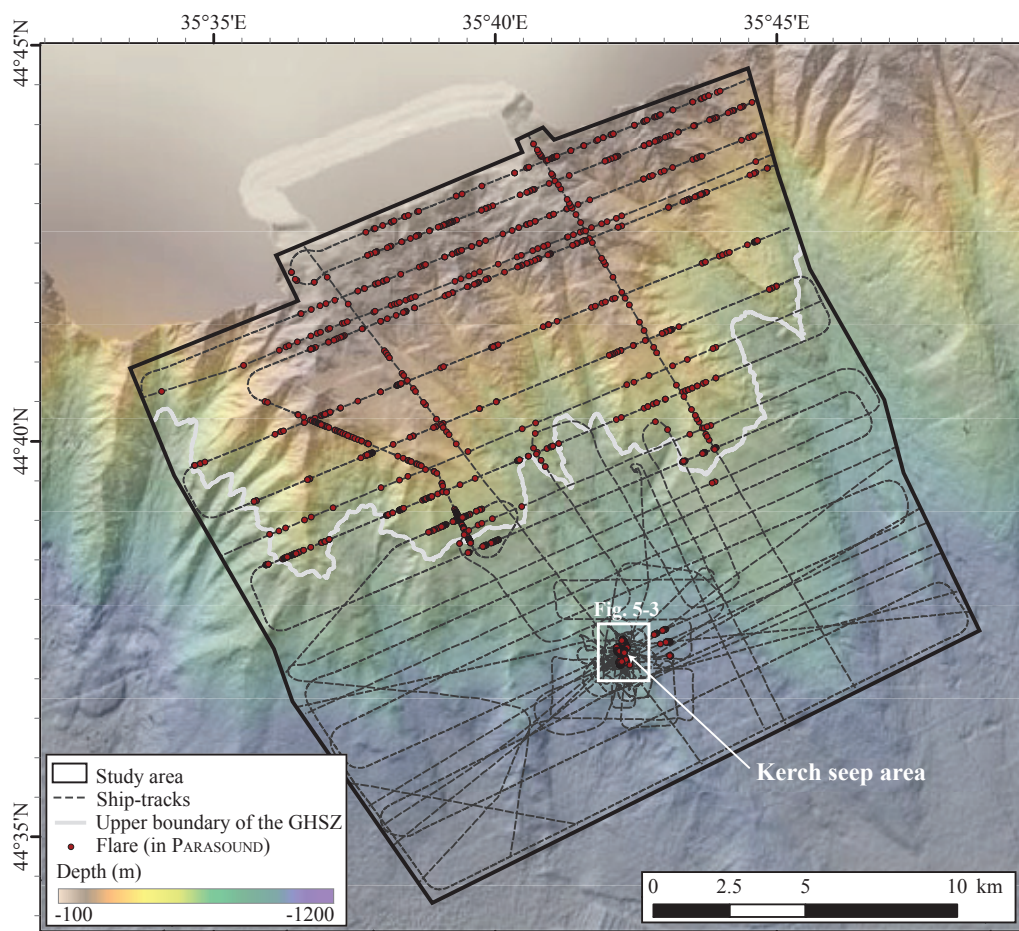 35°35'E 35°40'E 35°45'E
44°45'N
44°40'N
44°35'N
Fig. 5-3
Kerch seep area
Study area
Ship-tracks
Upper boundary of the GHSZ
Flare (in PARASOUND)
Depth (m)
-100 -1200
0 2.5 5 10 km